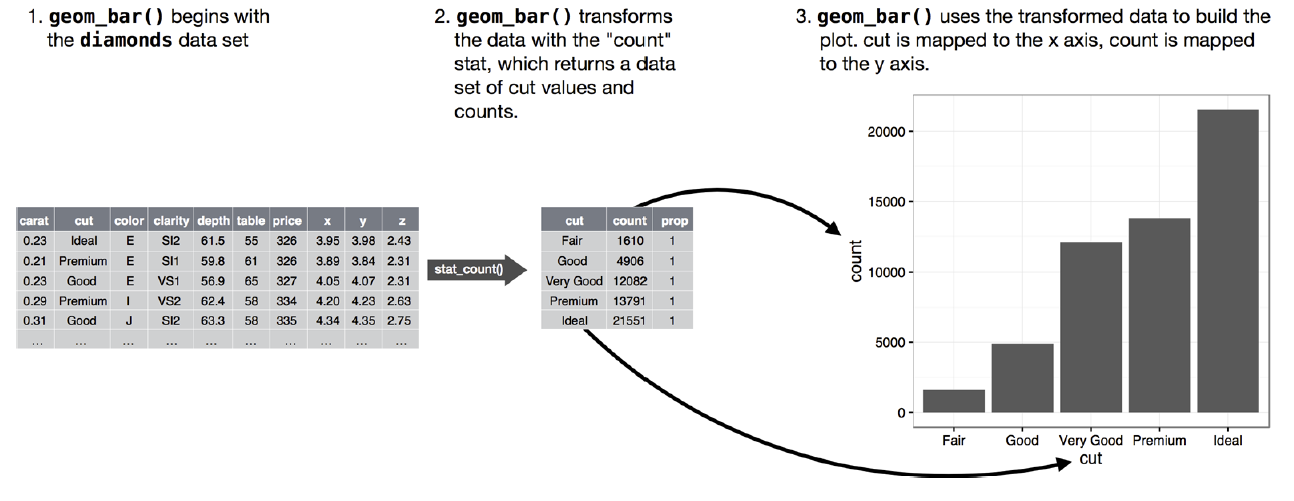 1. geom_bar() begins with
the diamonds data set
2. geom_bar() transforms
the data with the "count"
stat, which returns a data
set of cut values and
counts.
3. geom_bar() uses the transformed data to build the
plot. cut is mapped to the x axis, count is mapped
to the y axis.
carat cut color clarity depth table price x y z
0.23 Ideal E SI2 61.5 55 326 3.95 3.98 2.43
0.21 Premium E SI1 59.8 61 326 3.89 3.84 2.31
0.23 Good E VS1 56.9 65 327 4.05 4.07 2.31
0.29 Premium I VS2 62.4 58 334 4.20 4.23 2.63
0.31 Good J SI2 63.3 58 335 4.34 4.35 2.75
... ... ... ... ... ... ... ... ... ...
stat_count()
cut count prop
Fair 1610 1
Good 4906 1
Very Good 12082 1
Premium 13791 1
Ideal 21551 1
count
20000
15000
10000
5000
0
Fair Good Very Good Premium Ideal
cut